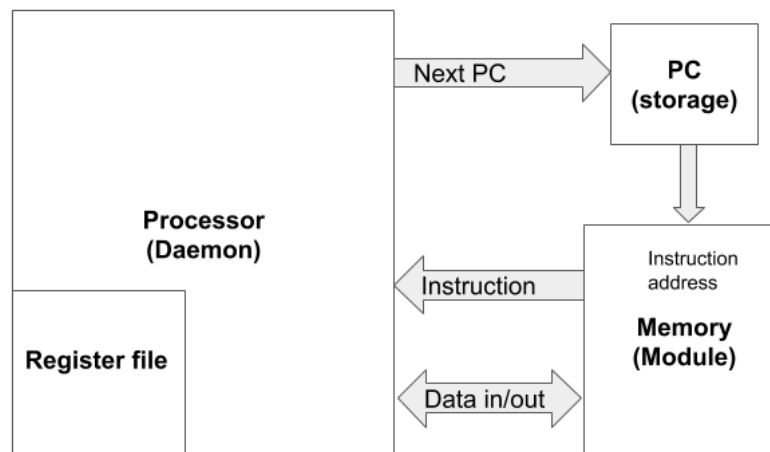 Next PC
PC
(storage)
Processor
(Daemon)
Instruction
Instruction
address
Memory
(Module)
Register file
Data in/out